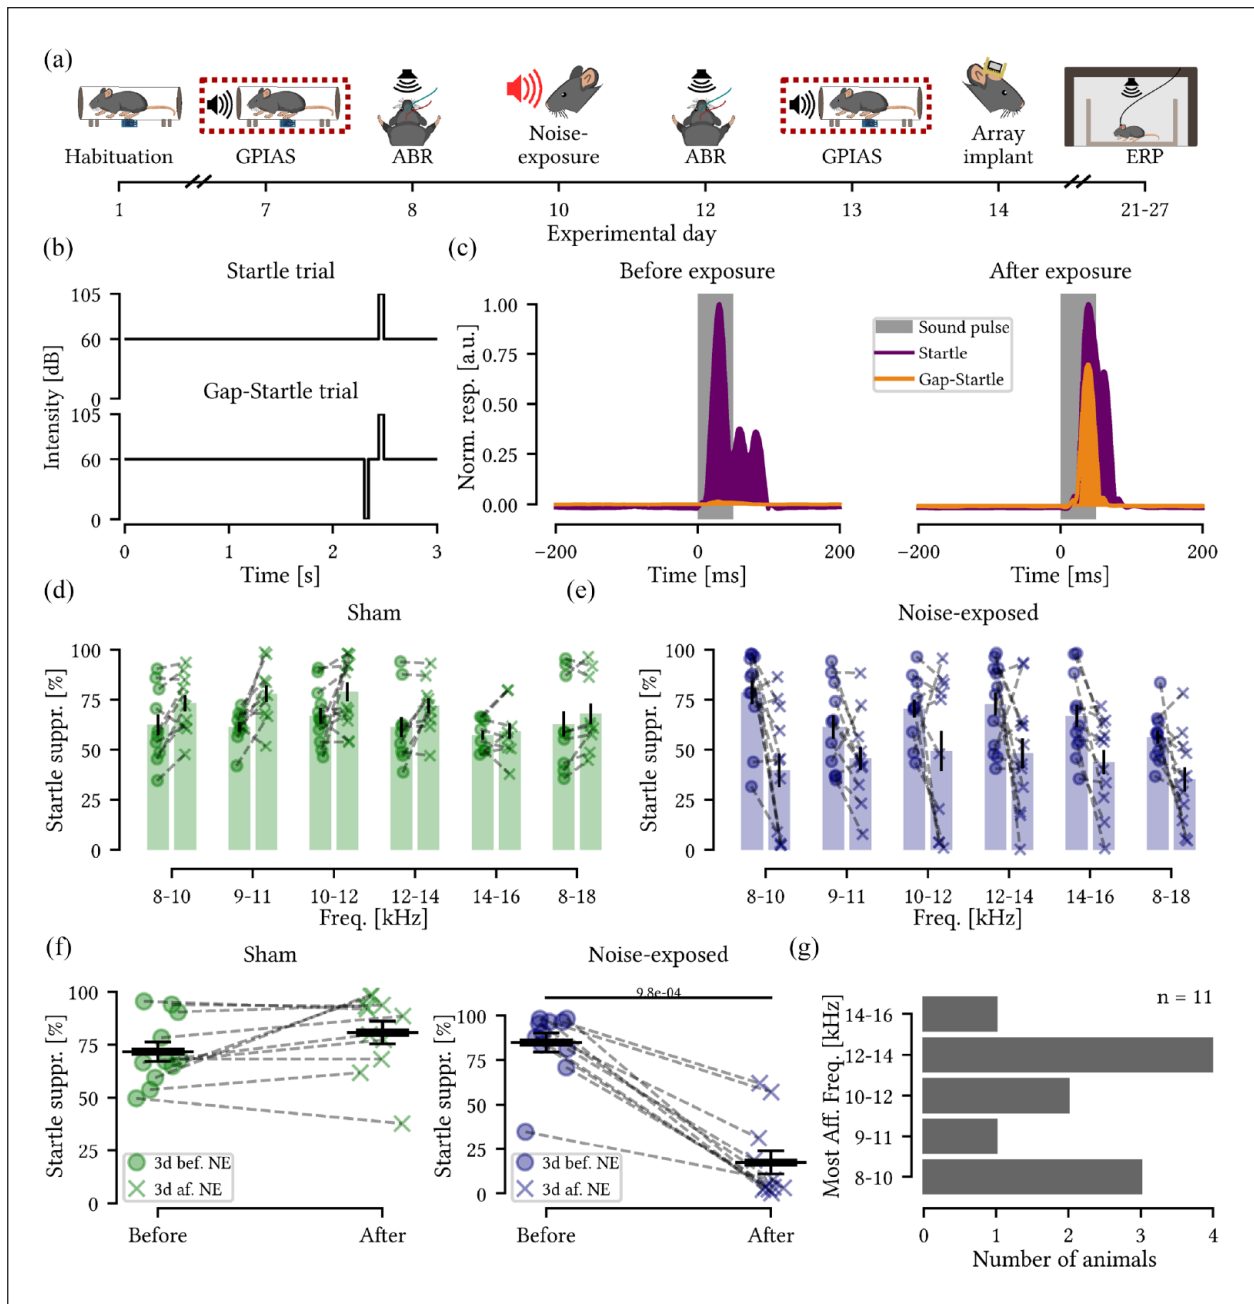 (a)
Habituation
GPIAS
ABR
Noise-
exposure
ABR
GPIAS
Array
implant
ERP
1
7
8
10
12
13
14
21-27
Experimental day
(b)
Startle trial
105
60
0
Gap-Startle trial
105
60
0
Intensity [dB]
0
1
2
3
Time [s]
(c)
Before exposure
After exposure
1.00
0.75
0.50
0.25
0.00
Norm. resp. [a.u.]
Sound pulse
Startle
Gap-Startle
−200
0
200
Time [ms]
−200
0
200
Time [ms]
(d)
Sham
100
75
50
25
0
Startle suppr. [%]
8-10
9-11
10-12
12-14
14-16
8-18
Freq. [kHz]
(e)
Noise-exposed
100
75
50
25
0
Startle suppr. [%]
8-10
9-11
10-12
12-14
14-16
8-18
Freq. [kHz]
(f)
Sham
100
75
50
25
0
Startle suppr. [%]
3d bef. NE
3d af. NE
Before
After
Noise-exposed
9.8e-04
100
75
50
25
0
Startle suppr. [%]
3d bef. NE
3d af. NE
Before
After
(g)
n = 11
14-16
12-14
10-12
9-11
8-10
Most Aff. Freq. [kHz]
0
1
2
3
4
Number of animals